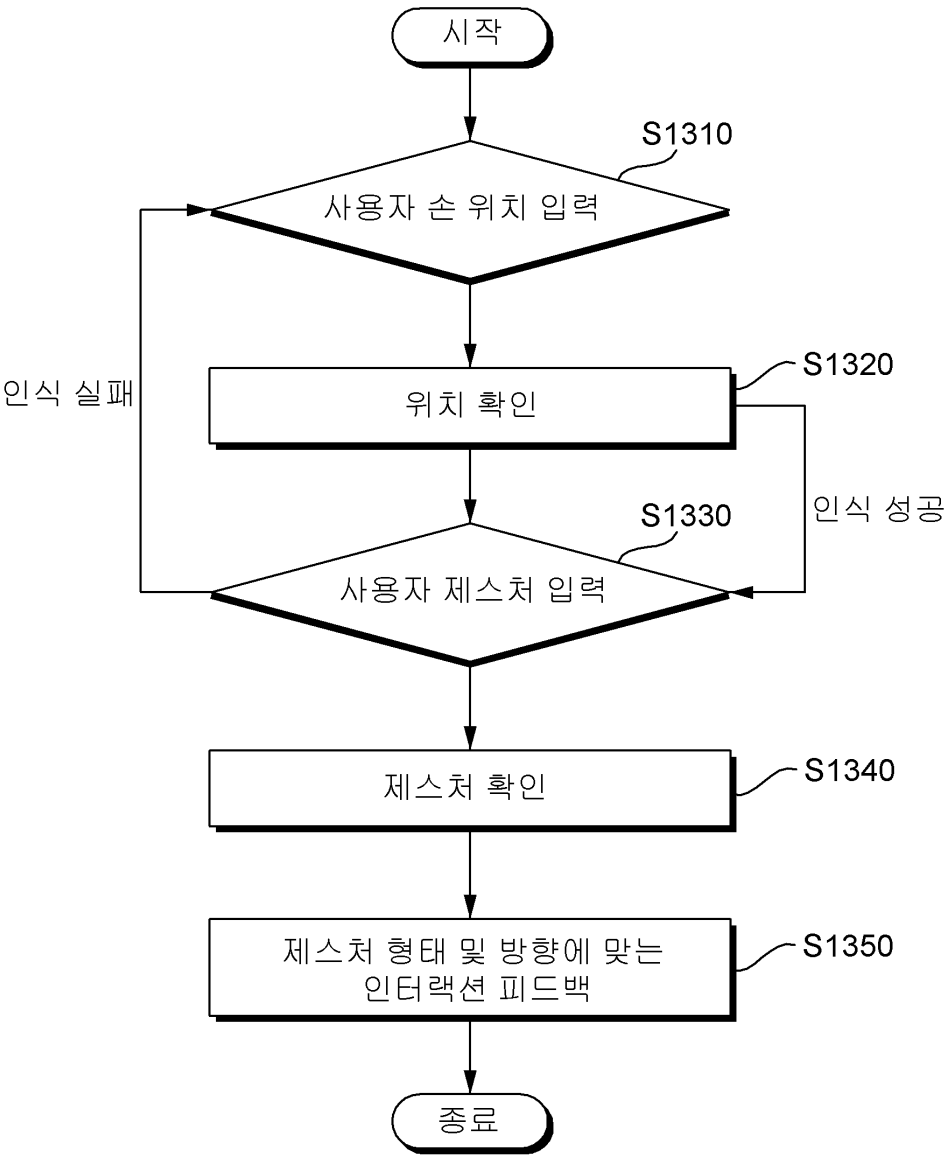 시작
S1310
사용자 손 위치 입력
S1320
인식 실패
위치 확인
인식 성공
S1330
사용자 제스처 입력
S1340
제스처 확인
S1350
제스처 형태 및 방향에 맞는
인터랙션 피드백
종료